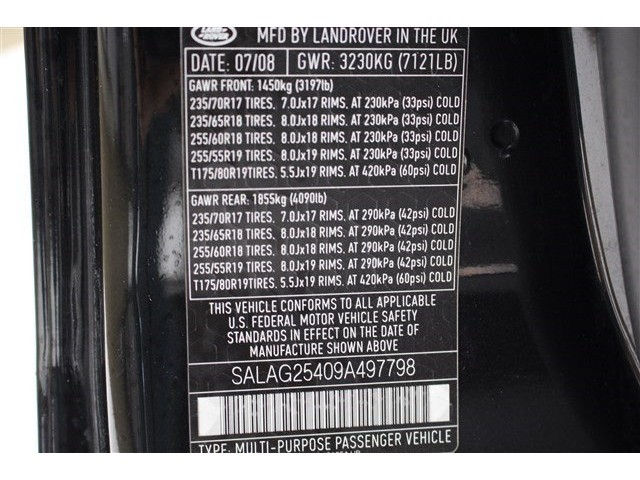 LAND-
ROVER
MFD BY LANDROVER IN THE UK
DATE: 07/08 GWR: 3230KG (7121LB)
GAWR FRONT: 1450kg (3197lb)
235/70R17 TIRES, 7.0Jx17 RIMS, AT 230kPa (33psi) COLD
235/65R18 TIRES, 8.0Jx18 RIMS, AT 230kPa (33psi) COLD
255/60R18 TIRES, 8.0Jx18 RIMS, AT 230kPa (33psi) COLD
255/55R19 TIRES, 8.0Jx19 RIMS, AT 230kPa (33psi) COLD
T175/80R19TIRES, 5.5Jx19 RIMS, AT 420kPa (60psi) COLD
GAWR REAR: 1855kg (4090lb)
235/70R17 TIRES, 7.0Jx17 RIMS, AT 290kPa (42psi) COLD
235/65R18 TIRES, 8.0Jx18 RIMS, AT 290kPa (42psi) COLD
255/60R18 TIRES, 8.0Jx18 RIMS, AT 290kPa (42psi) COLD
255/55R19 TIRES, 8.0Jx19 RIMS, AT 290kPa (42psi) COLD
T175/80R19TIRES, 5.5Jx19 RIMS, AT 420kPa (60psi) COLD
THIS VEHICLE CONFORMS TO ALL APPLICABLE
U.S. FEDERAL MOTOR VEHICLE SAFETY
STANDARDS IN EFFECT ON THE DATE OF
MANUFACTURE SHOWN ABOVE
SALAG25409A497798
TYPE: MULTI-PURPOSE PASSENGER VEHICLE